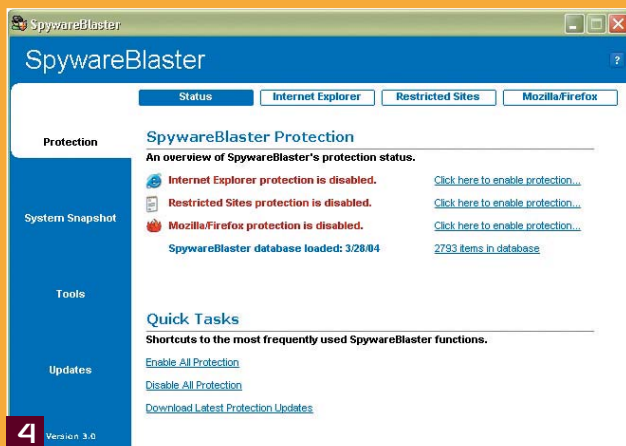 SpywareBlaster
SpywareBlaster
?
Status Internet Explorer Restricted Sites Mozilla/Firefox
Protection
System Snapshot
Tools
Updates
SpywareBlaster Protection
An overview of SpywareBlaster's protection status.
Internet Explorer protection is disabled. Click here to enable protection...
Restricted Sites protection is disabled. Click here to enable protection...
Mozilla/Firefox protection is disabled. Click here to enable protection...
SpywareBlaster database loaded: 3/28/04 2793 items in database
Quick Tasks
Shortcuts to the most frequently used SpywareBlaster functions.
Enable All Protection
Disable All Protection
Download Latest Protection Updates
4 Version 3.0